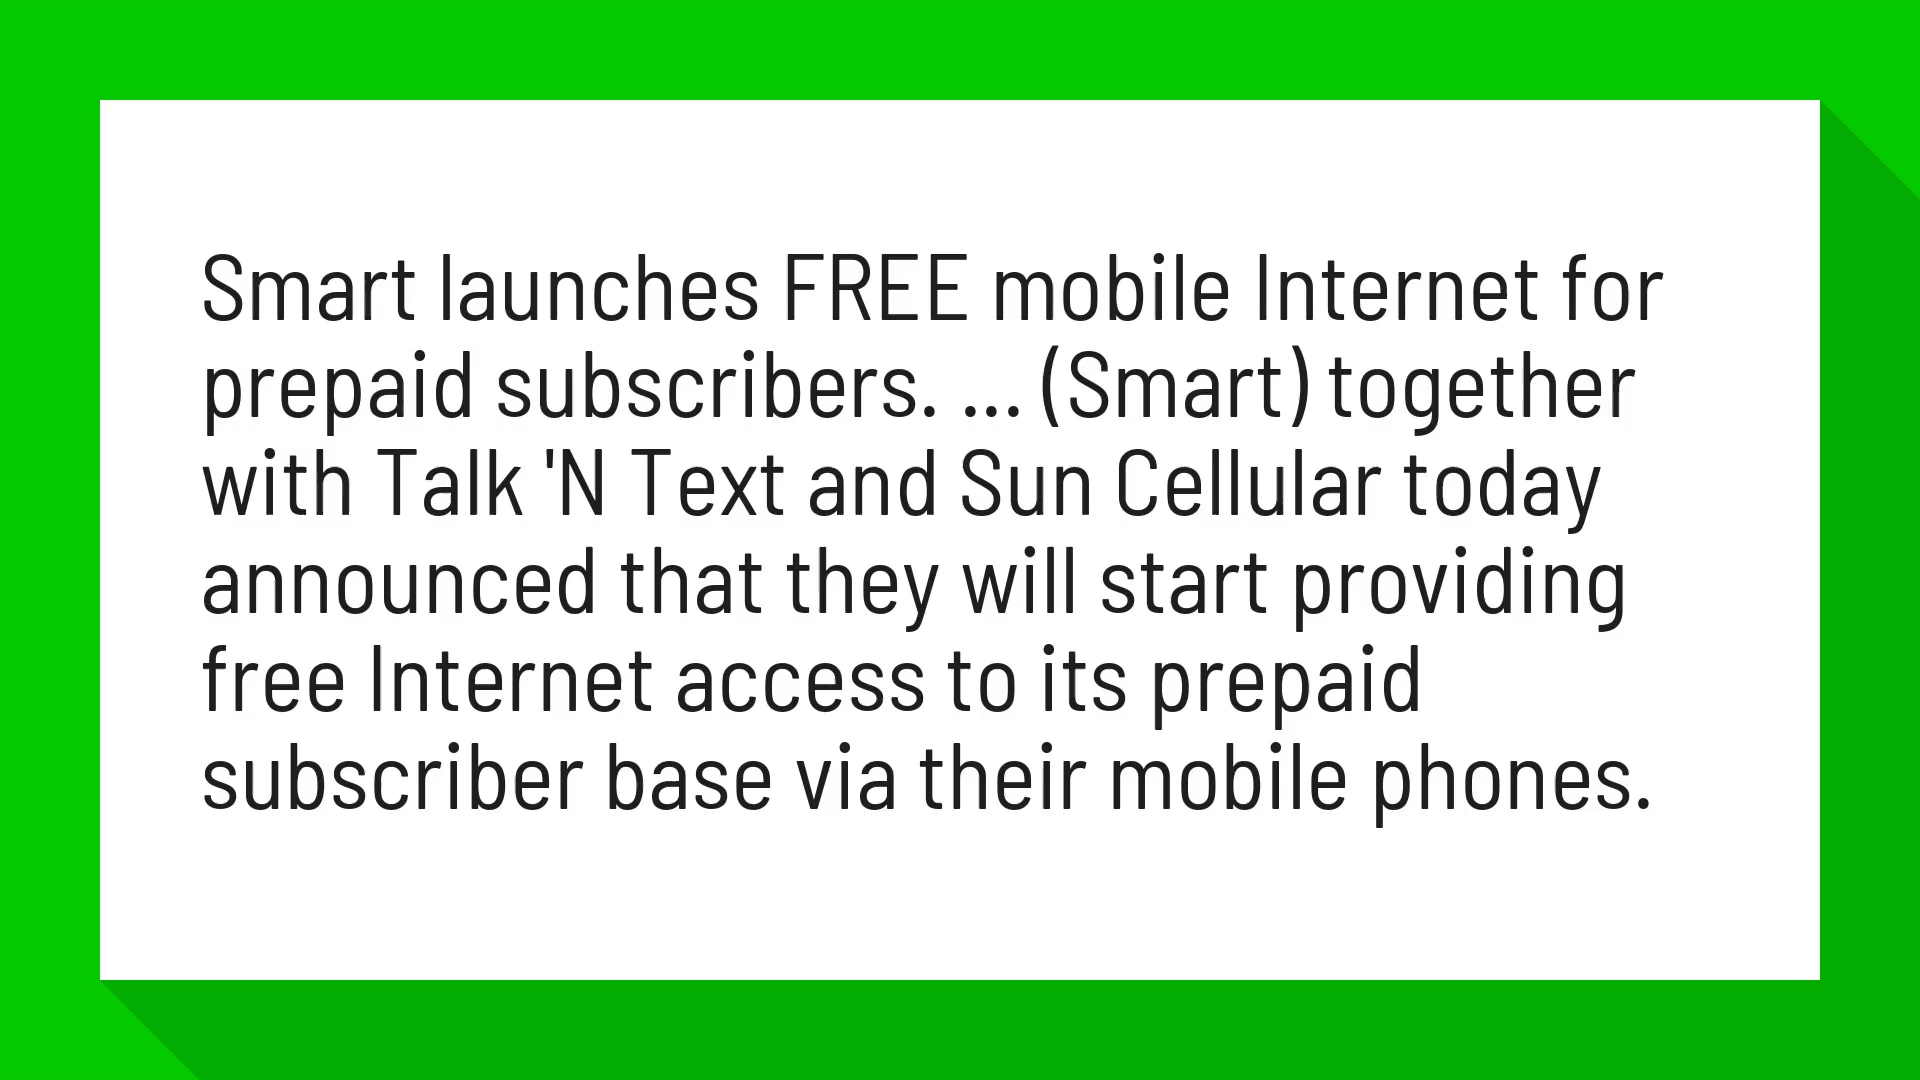 Smart launches FREE mobile Internet for
prepaid subscribers. ... (Smart) together
with Talk 'N Text and Sun Cellular today
announced that they will start providing
free Internet access to its prepaid
subscriber base via their mobile phones.